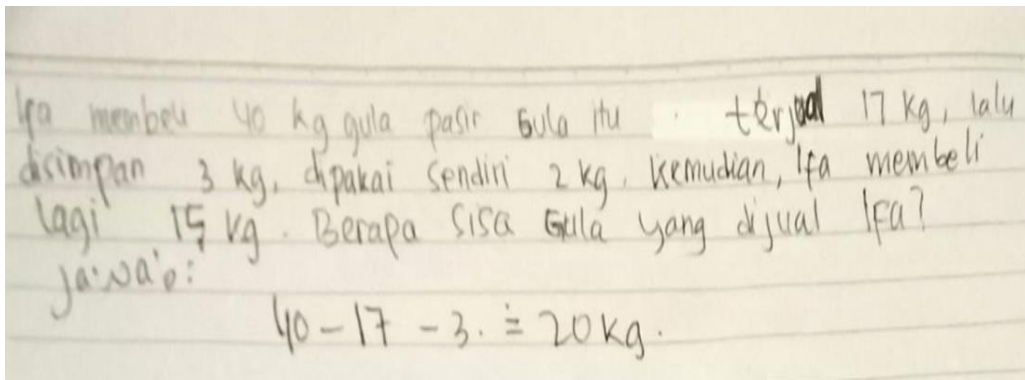 Ifa membeli 40 kg gula pasir Gula itu terjual 17 kg, lalu
disimpan 3 kg, dipakai sendiri 2 kg. Kemudian, Ifa membeli
lagi 15 kg. Berapa sisa Gula yang dijual Ifa?
jawab:
40 - 17 - 3. = 20 kg.